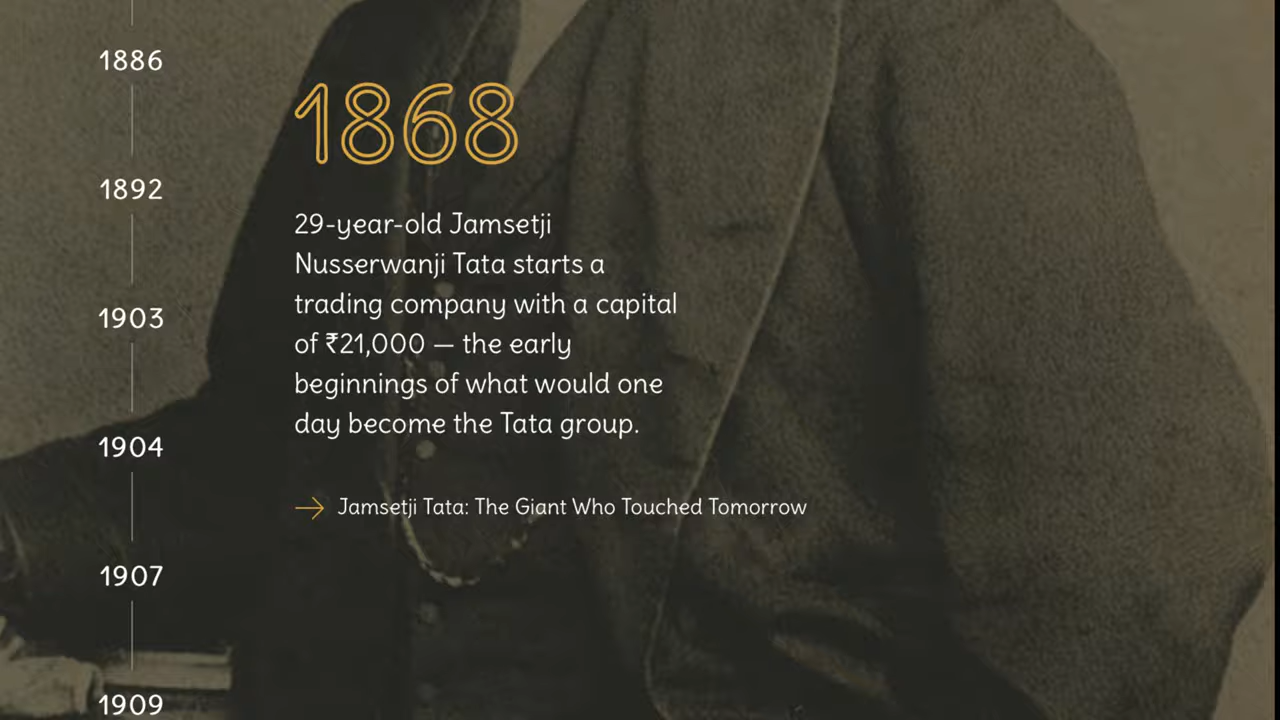 1886
1892
1903
1904
1907
1909
1868
29-year-old Jamsetji
Nusserwanji Tata starts a
trading company with a capital
of ₹21,000 — the early
beginnings of what would one
day become the Tata group.
→ Jamsetji Tata: The Giant Who Touched Tomorrow